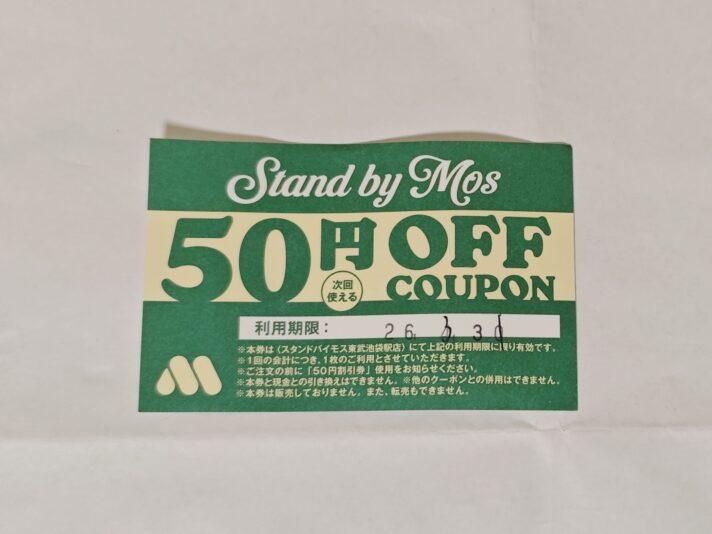 Stand by Mos
50円OFF
次回
使える
COUPON
利用期限: 26
※本券は〈スタンドバイモス東武池袋駅店〉にて上記の利用期限に限り有効です。
※1回の会計につき、1枚のご利用とさせていただきます。
※ご注文の前に「50円割引券」使用をお知らせください。
※本券と現金との引き換えはできません。※他のクーポンとの併用はできません。
※本券は販売しておりません。また、転売もできません。